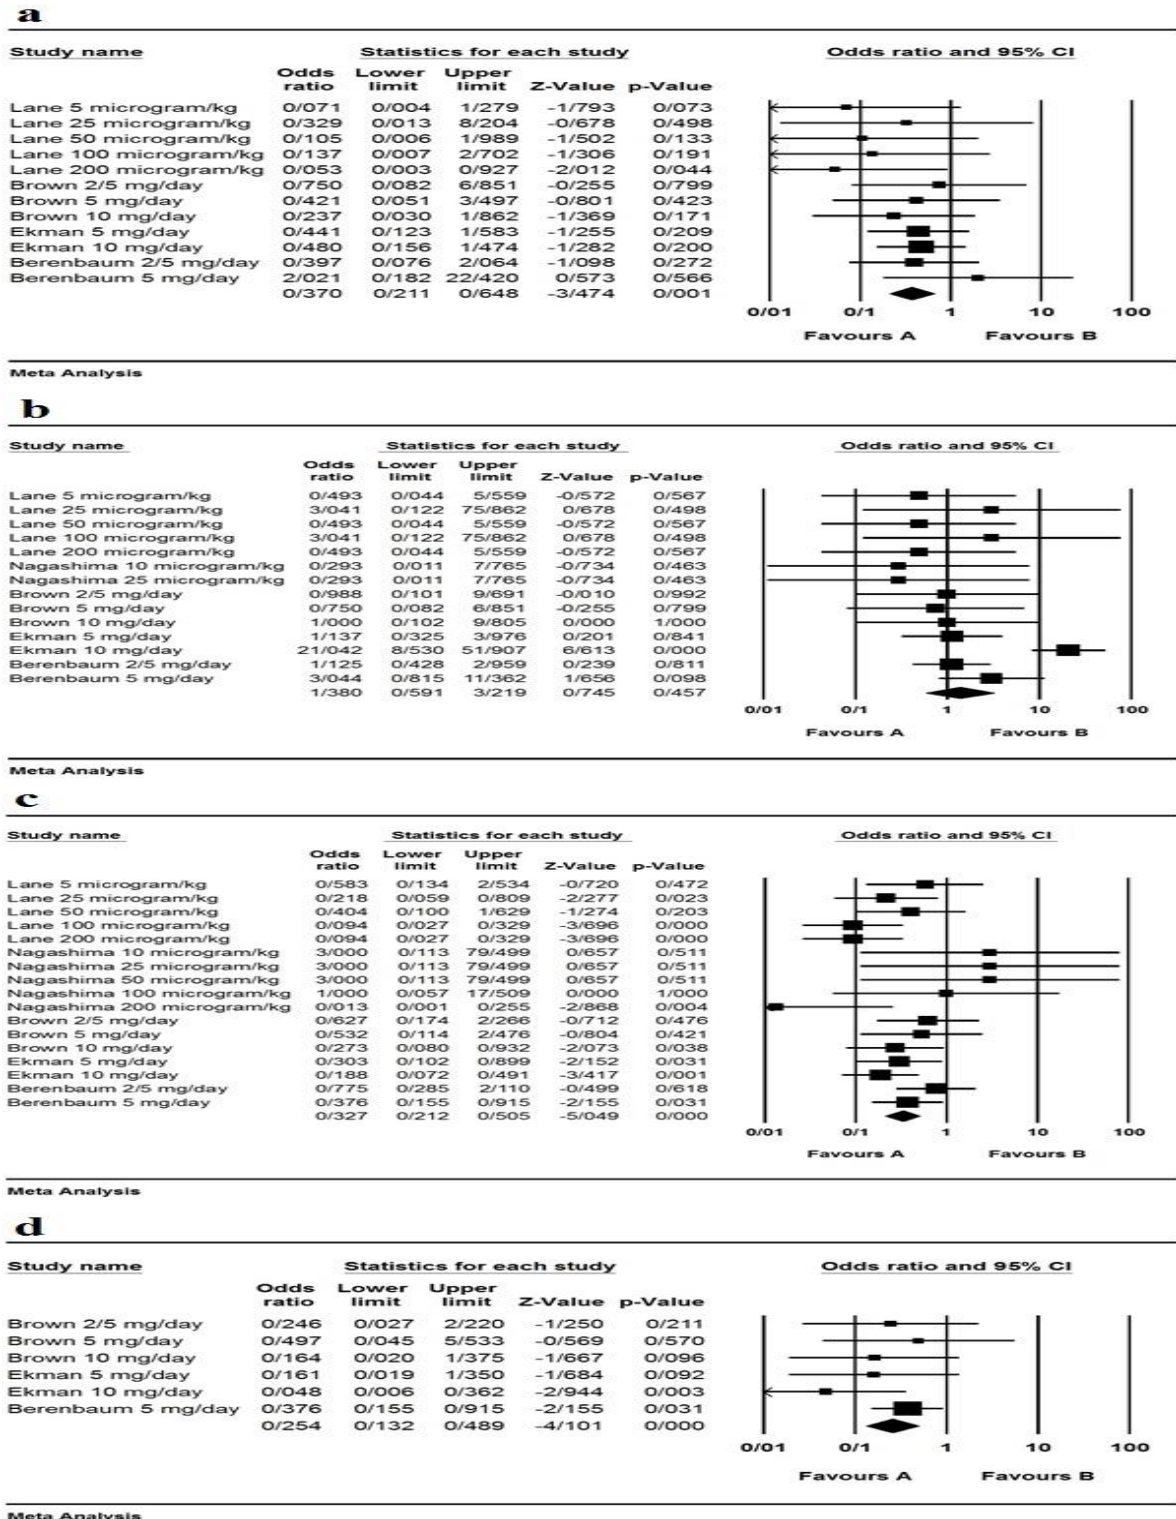 a
Study name Statistics for each study Odds ratio and 95% CI
Odds Lower Upper
ratio limit limit Z-Value p-Value
Lane 5 microgram/kg 0/071 0/004 1/279 -1/793 0/073
Lane 25 microgram/kg 0/329 0/013 8/204 -0/678 0/498
Lane 50 microgram/kg 0/105 0/006 1/989 -1/502 0/133
Lane 100 microgram/kg 0/137 0/007 2/702 -1/306 0/191
Lane 200 microgram/kg 0/053 0/003 0/927 -2/012 0/044
Brown 2/5 mg/day 0/750 0/082 6/851 -0/255 0/799
Brown 5 mg/day 0/421 0/051 3/497 -0/801 0/423
Brown 10 mg/day 0/237 0/030 1/862 -1/369 0/171
Ekman 5 mg/day 0/441 0/123 1/583 -1/255 0/209
Ekman 10 mg/day 0/480 0/156 1/474 -1/282 0/200
Berenbaum 2/5 mg/day 0/397 0/076 2/064 -1/098 0/272
Berenbaum 5 mg/day 2/021 0/182 22/420 0/573 0/566
0/370 0/211 0/648 -3/474 0/001
0/01 0/1 1 10 100
Favours A Favours B
Meta Analysis
b
Study name Statistics for each study Odds ratio and 95% CI
Odds Lower Upper
ratio limit limit Z-Value p-Value
Lane 5 microgram/kg 0/493 0/044 5/559 -0/572 0/567
Lane 25 microgram/kg 3/041 0/122 75/862 0/678 0/498
Lane 50 microgram/kg 0/493 0/044 5/559 -0/572 0/567
Lane 100 microgram/kg 3/041 0/122 75/862 0/678 0/498
Lane 200 microgram/kg 0/493 0/044 5/559 -0/572 0/567
Nagashima 10 microgram/kg 0/293 0/011 7/765 -0/734 0/463
Nagashima 25 microgram/kg 0/293 0/011 7/765 -0/734 0/463
Brown 2/5 mg/day 0/988 0/101 9/691 -0/010 0/992
Brown 5 mg/day 0/750 0/082 6/851 -0/255 0/799
Brown 10 mg/day 1/000 0/102 9/805 0/000 1/000
Ekman 5 mg/day 1/137 0/325 3/976 0/201 0/841
Ekman 10 mg/day 21/042 8/530 51/907 6/613 0/000
Berenbaum 2/5 mg/day 1/125 0/428 2/959 0/239 0/811
Berenbaum 5 mg/day 3/044 0/815 11/362 1/656 0/098
1/380 0/591 3/219 0/745 0/457
0/01 0/1 1 10 100
Favours A Favours B
Meta Analysis
c
Study name Statistics for each study Odds ratio and 95% CI
Odds Lower Upper
ratio limit limit Z-Value p-Value
Lane 5 microgram/kg 0/583 0/134 2/534 -0/720 0/472
Lane 25 microgram/kg 0/218 0/059 0/809 -2/277 0/023
Lane 50 microgram/kg 0/404 0/100 1/629 -1/274 0/203
Lane 100 microgram/kg 0/094 0/027 0/329 -3/696 0/000
Lane 200 microgram/kg 0/094 0/027 0/329 -3/696 0/000
Nagashima 10 microgram/kg 3/000 0/113 79/499 0/657 0/511
Nagashima 25 microgram/kg 3/000 0/113 79/499 0/657 0/511
Nagashima 50 microgram/kg 3/000 0/113 79/499 0/657 0/511
Nagashima 100 microgram/kg 1/000 0/057 17/509 0/000 1/000
Nagashima 200 microgram/kg 0/013 0/001 0/255 -2/868 0/004
Brown 2/5 mg/day 0/627 0/174 2/266 -0/712 0/476
Brown 5 mg/day 0/532 0/114 2/476 -0/804 0/421
Brown 10 mg/day 0/273 0/080 0/932 -2/073 0/038
Ekman 5 mg/day 0/303 0/102 0/899 -2/152 0/031
Ekman 10 mg/day 0/188 0/072 0/491 -3/417 0/001
Berenbaum 2/5 mg/day 0/775 0/285 2/110 -0/499 0/618
Berenbaum 5 mg/day 0/376 0/155 0/915 -2/155 0/031
0/327 0/212 0/505 -5/049 0/000
0/01 0/1 1 10 100
Favours A Favours B
Meta Analysis
d
Study name Statistics for each study Odds ratio and 95% CI
Odds Lower Upper
ratio limit limit Z-Value p-Value
Brown 2/5 mg/day 0/246 0/027 2/220 -1/250 0/211
Brown 5 mg/day 0/497 0/045 5/533 -0/569 0/570
Brown 10 mg/day 0/164 0/020 1/375 -1/667 0/096
Ekman 5 mg/day 0/161 0/019 1/350 -1/684 0/092
Ekman 10 mg/day 0/048 0/006 0/362 -2/944 0/003
Berenbaum 5 mg/day 0/376 0/155 0/915 -2/155 0/031
0/254 0/132 0/489 -4/101 0/000
0/01 0/1 1 10 100
Favours A Favours B
Meta Analysis